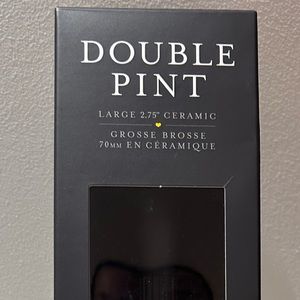 DOUBLE
PINT
LARGE 2.75" CERAMIC
GROSSE BROSSE
70MM EN CÉRAMIQUE